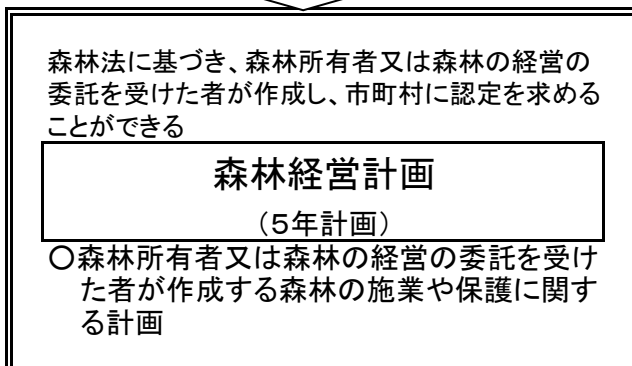 森林法に基づき、森林所有者又は森林の経営の
委託を受けた者が作成し、市町村に認定を求める
ことができる
森林経営計画
（５年計画）
○森林所有者又は森林の経営の委託を受け
た者が作成する森林の施業や保護に関す
る計画